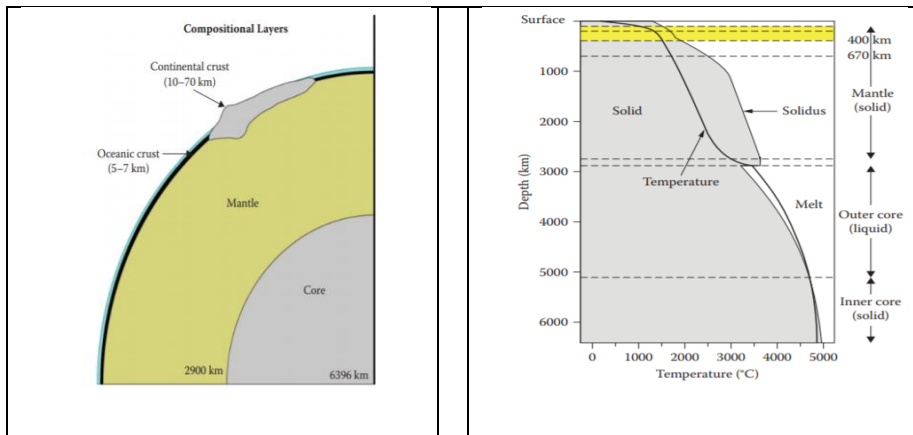 Compositional Layers
Continental crust
(10–70 km)
Oceanic crust
(5–7 km)
Mantle
Core
2900 km
6396 km
Surface
400 km
670 km
1000
Mantle
(solid)
Solid
Solidus
2000
Depth (km)
3000
Temperature
Melt
4000
Outer core
(liquid)
5000
Inner core
(solid)
6000
0 1000 2000 3000 4000 5000
Temperature (°C)